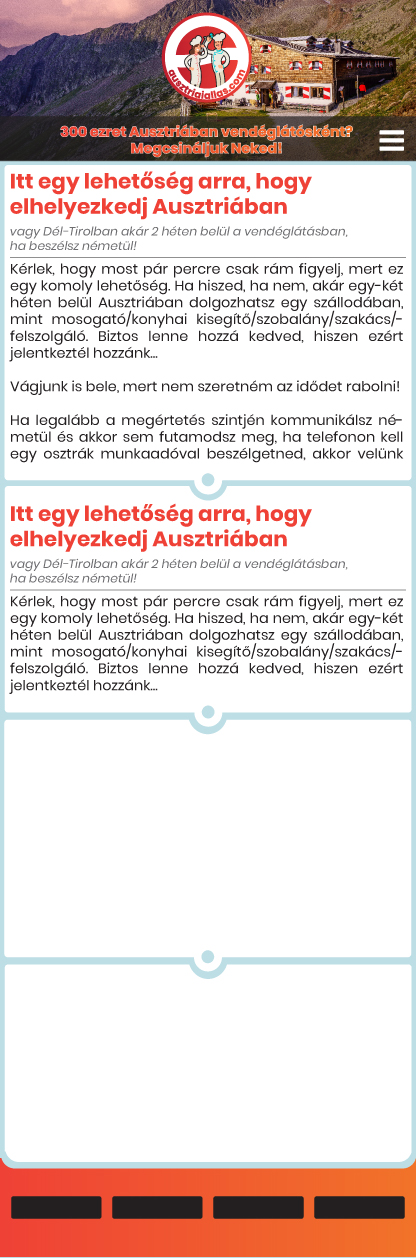 ausztriaiallas.com
300 ezret Ausztriában vendéglátósként?
Megcsináljuk Neked!
Itt egy lehetőség arra, hogy
elhelyezkedj Ausztriában
vagy Dél-Tirolban akár 2 héten belül a vendéglátásban,
ha beszélsz németül!
Kérlek, hogy most pár percre csak rám figyelj, mert ez
egy komoly lehetőség. Ha hiszed, ha nem, akár egy-két
héten belül Ausztriában dolgozhatsz egy szállodában,
mint mosogató/konyhai kisegítő/szobalány/szakács/-
felszolgáló. Biztos lenne hozzá kedved, hiszen ezért
jelentkeztél hozzánk...
Vágjunk is bele, mert nem szeretném az idődet rabolni!
Ha legalább a megértetés szintjén kommunikálsz né-
metül és akkor sem futamodsz meg, ha telefonon kell
egy osztrák munkaadóval beszélgetned, akkor velünk
Itt egy lehetőség arra, hogy
elhelyezkedj Ausztriában
vagy Dél-Tirolban akár 2 héten belül a vendéglátásban,
ha beszélsz németül!
Kérlek, hogy most pár percre csak rám figyelj, mert ez
egy komoly lehetőség. Ha hiszed, ha nem, akár egy-két
héten belül Ausztriában dolgozhatsz egy szállodában,
mint mosogató/konyhai kisegítő/szobalány/szakács/-
felszolgáló. Biztos lenne hozzá kedved, hiszen ezért
jelentkeztél hozzánk...